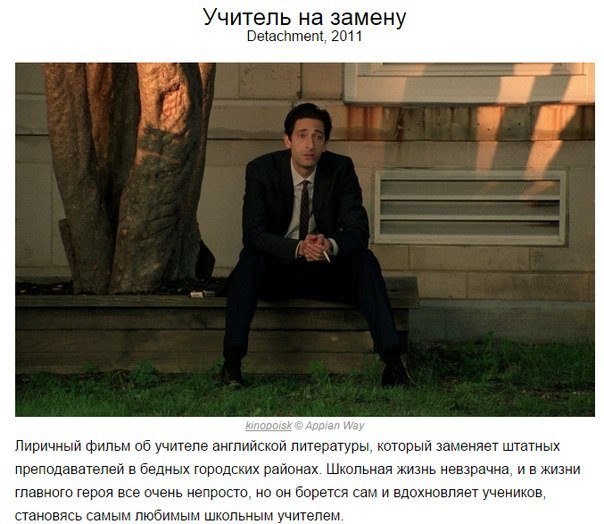 Учитель на замену
Detachment, 2011
kinopoisk © Appian Way
Лиричный фильм об учителе английской литературы, который заменяет штатных
преподавателей в бедных городских районах. Школьная жизнь невзрачна, и в жизни
главного героя все очень непросто, но он борется сам и вдохновляет учеников,
становясь самым любимым школьным учителем.